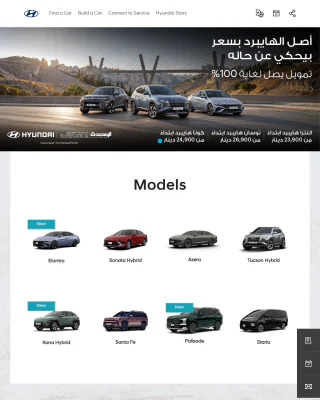 Find a Car Build a Car Connect to Service Hyundai Story
أصل الهايبرد بسعر
بيحكي عن حاله
تمويل يصل لغاية 100%
HYUNDAI
النترا هايبرد ابتداءً
من 23,900 دينار
توسان هايبرد ابتداءً
من 26,900 دينار
كونا هايبرد ابتداءً
من 24,900 دينار
Models
New
Elantra
Sonata Hybrid
Azera
Tucson Hybrid
New
Kona Hybrid
Santa Fe
New
Palisade
Staria